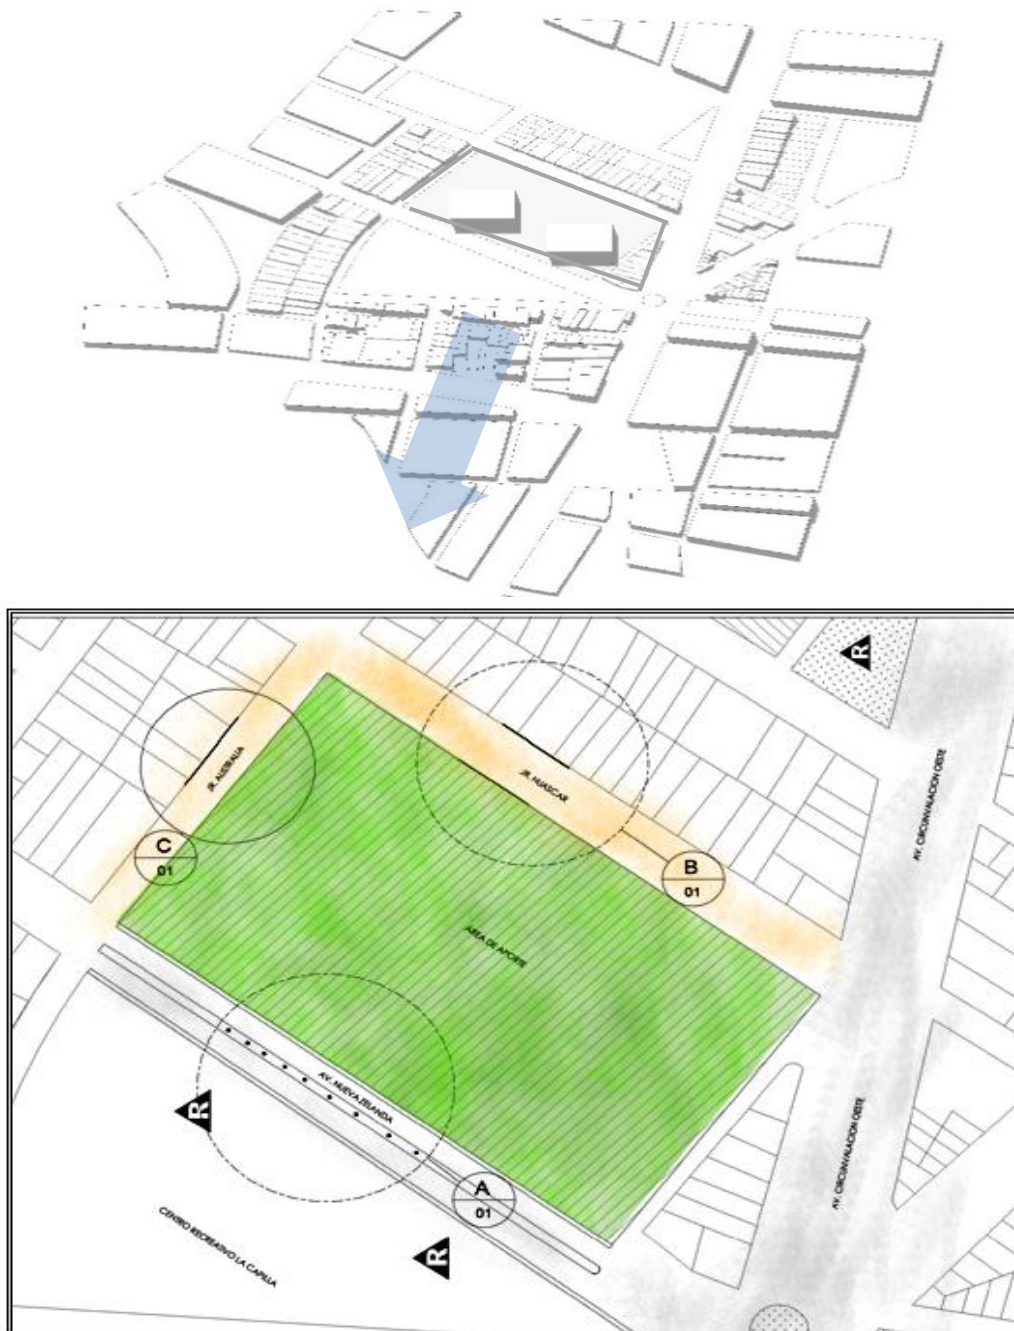 R
JR. AUSTRALIA
JR. HUASCAR
AV. CIRCUNVALACION OESTE
C
01
B
01
AREA DE APORTE
AV. NUEVA ZELANDA
R
A
01
AV. CIRCUNVALACION OESTE
R
CENTRO RECREATIVO LA CAPILLA